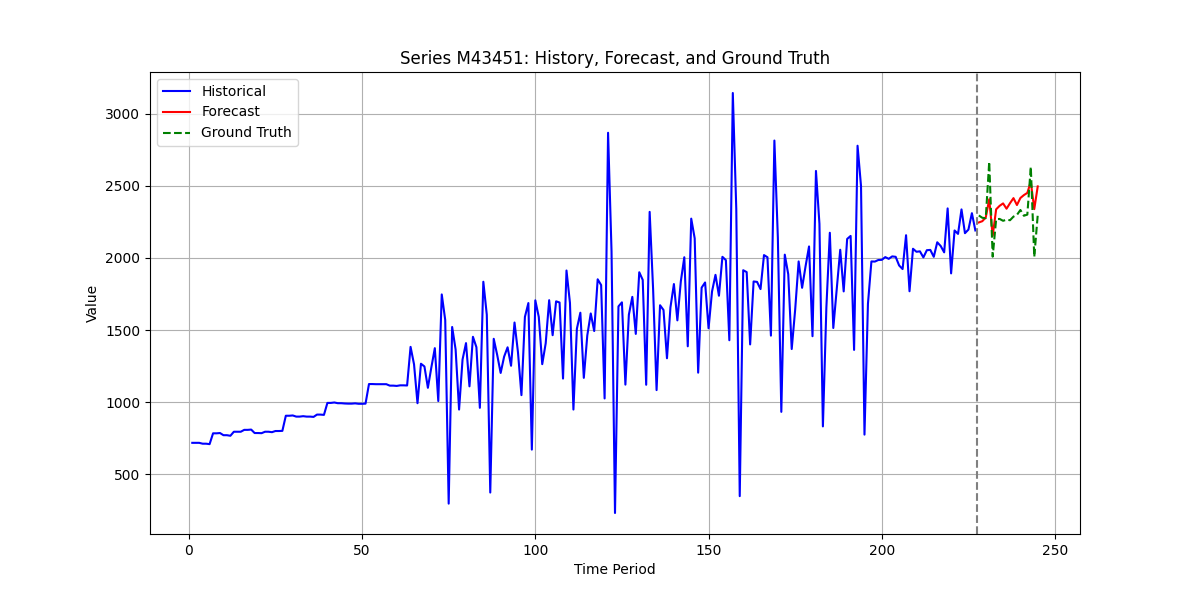 Series M43451: History, Forecast, and Ground Truth
Historical
Forecast
Ground Truth
3000
2500
2000
1500
1000
500
Value
0 50 100 150 200 250
Time Period